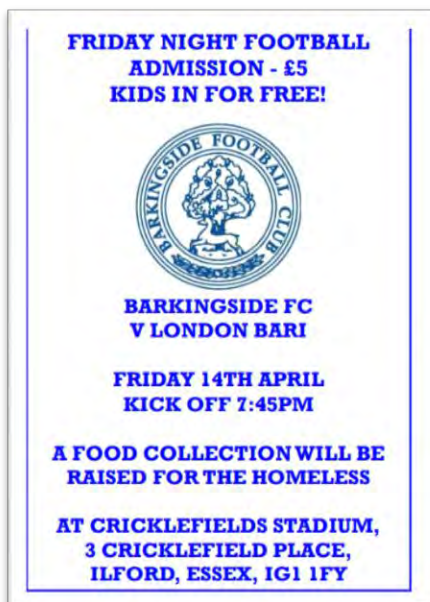 FRIDAY NIGHT FOOTBALL
ADMISSION - £5
KIDS IN FOR FREE!
BARKINGSIDE FOOTBALL CLUB
BARKINGSIDE FC
V LONDON BARI
FRIDAY 14TH APRIL
KICK OFF 7:45PM
A FOOD COLLECTION WILL BE
RAISED FOR THE HOMELESS
AT CRICKLEFIELDS STADIUM,
3 CRICKLEFIELD PLACE,
ILFORD, ESSEX, IG1 1FY